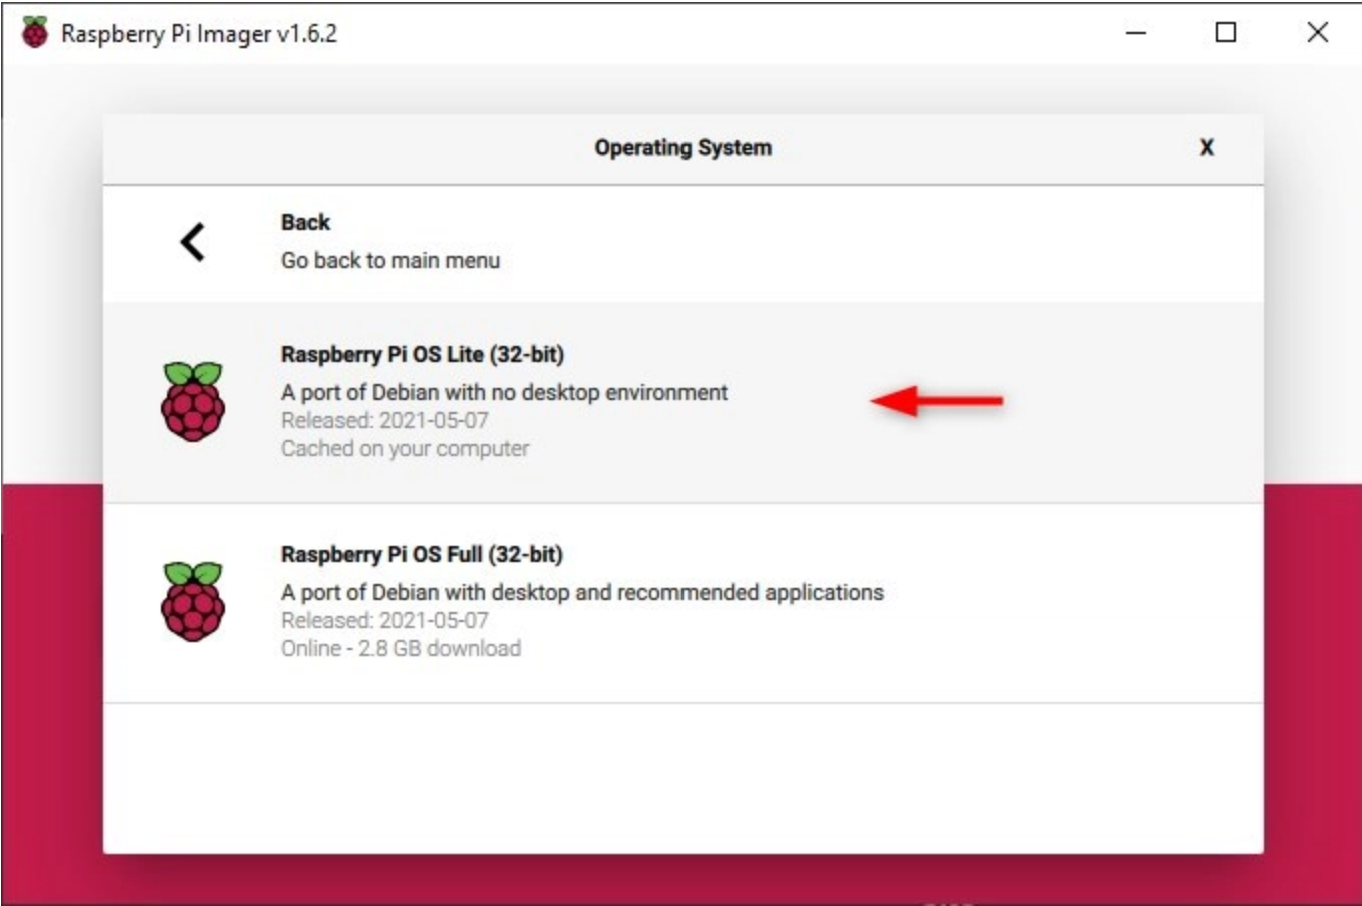 Raspberry Pi Imager v1.6.2
Operating System
X
Back
Go back to main menu
Raspberry Pi OS Lite (32-bit)
A port of Debian with no desktop environment
Released: 2021-05-07
Cached on your computer
Raspberry Pi OS Full (32-bit)
A port of Debian with desktop and recommended applications
Released: 2021-05-07
Online - 2.8 GB download